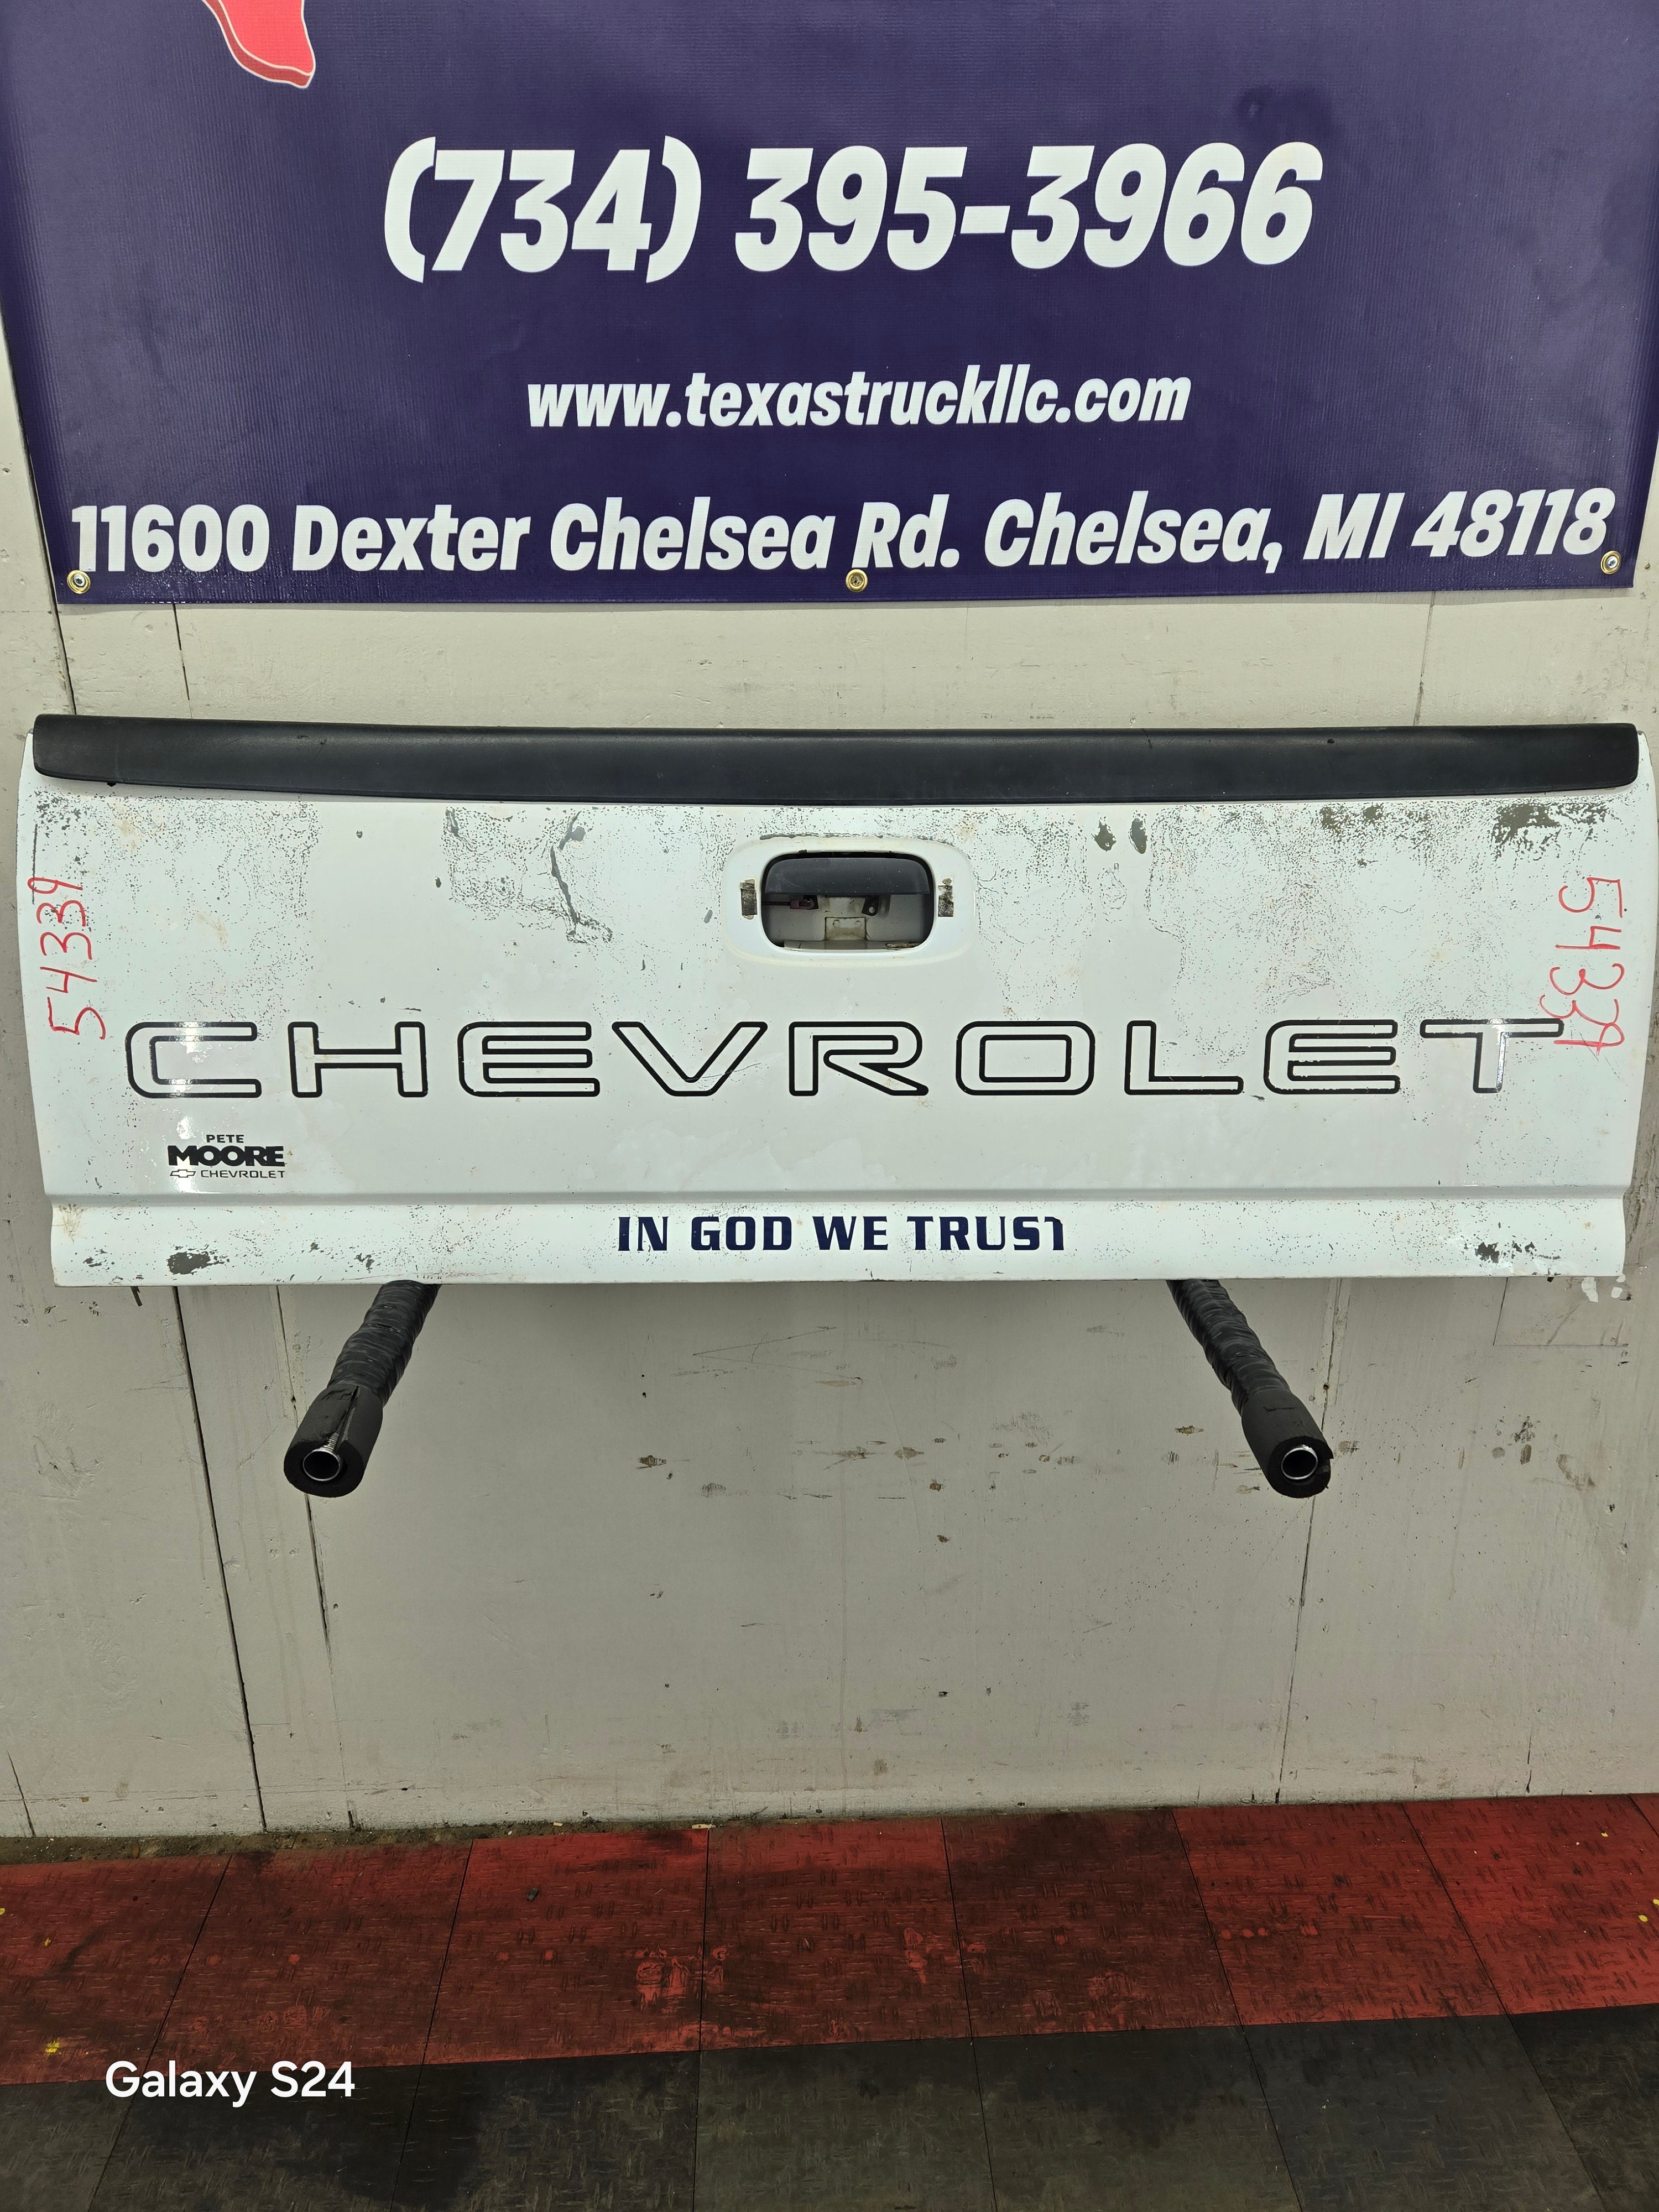 (734) 395-3966
www.texastruckllc.com
11600 Dexter Chelsea Rd. Chelsea, MI 48118
54339
54339
CHEVROLET
PETE
MOORE
CHEVROLET
IN GOD WE TRUST
Galaxy S24